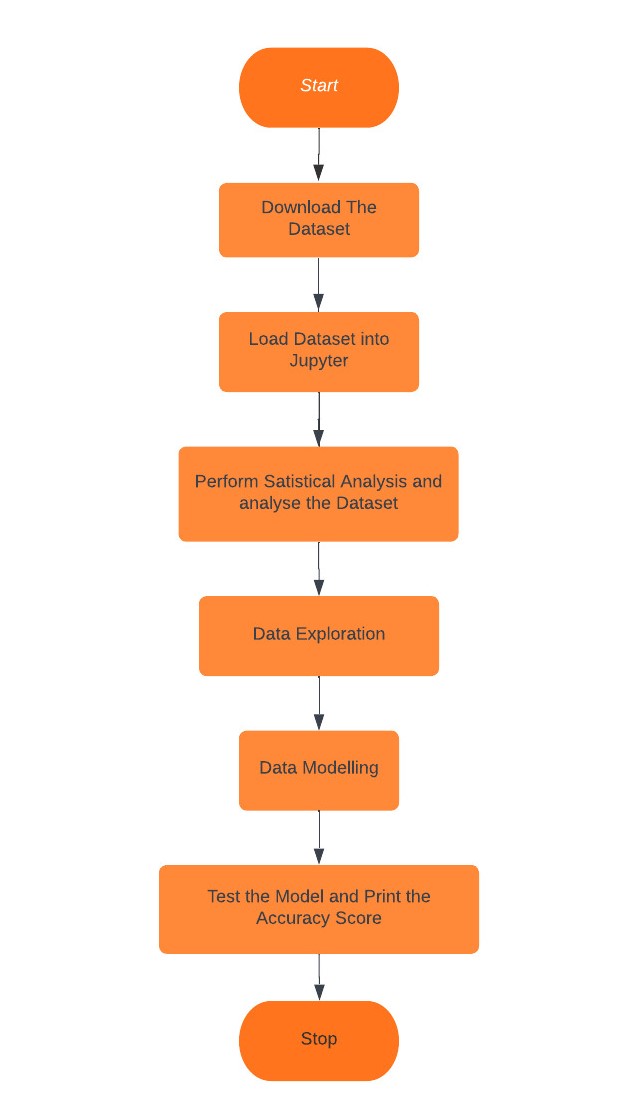 Start
Download The
Dataset
Load Dataset into
Jupyter
Perform Satistical Analysis and
analyse the Dataset
Data Exploration
Data Modelling
Test the Model and Print the
Accuracy Score
Stop